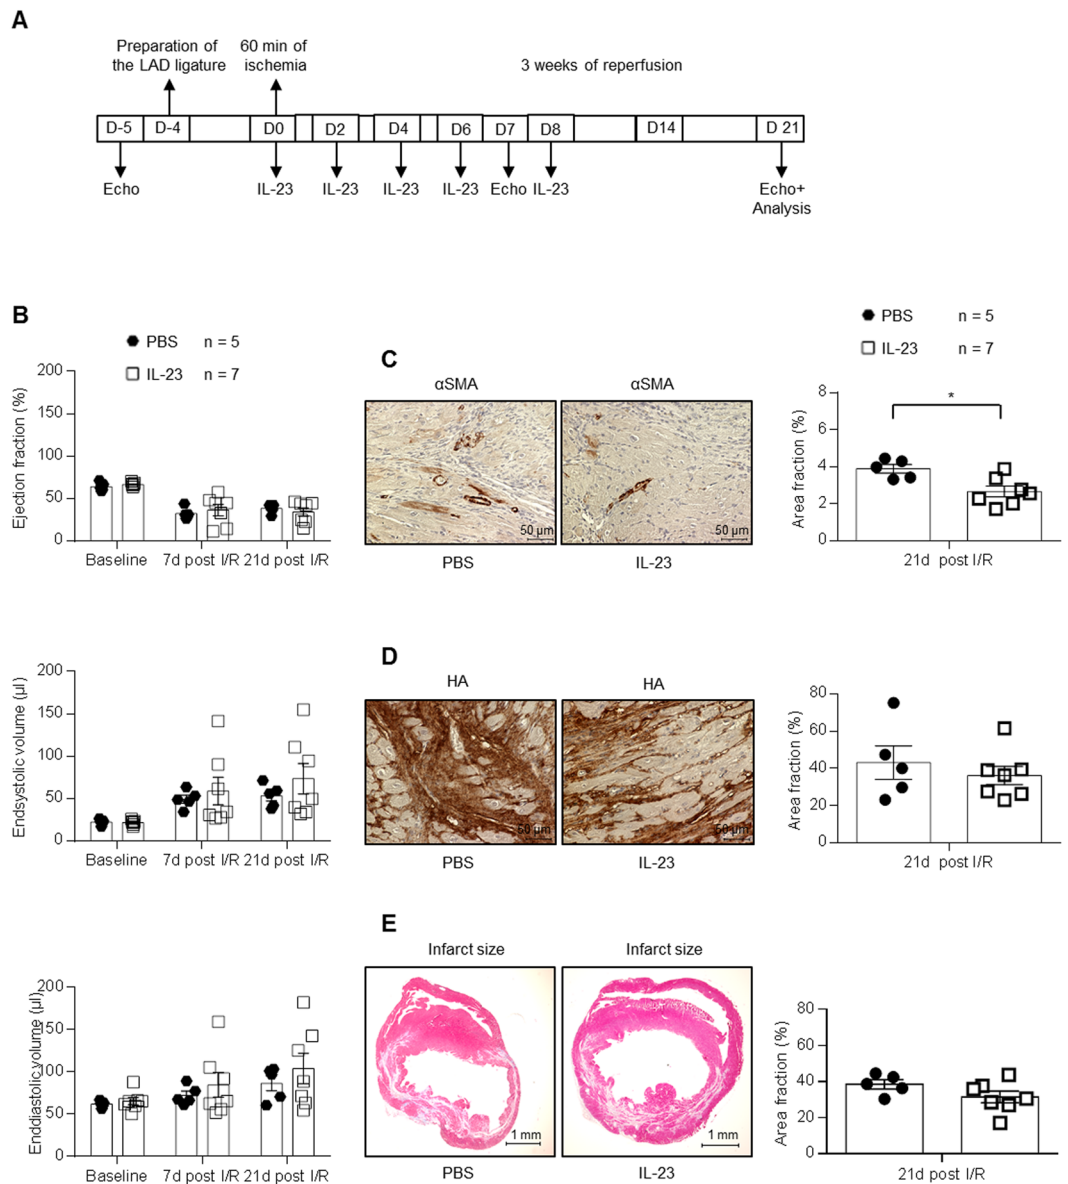 A
Preparation of
the LAD ligature
60 min of
ischemia
3 weeks of reperfusion
D-5 D-4 D0 D2 D4 D6 D7 D8 D14 D 21
Echo IL-23 IL-23 IL-23 IL-23 Echo IL-23 Echo+
Analysis
B
PBS n = 5
IL-23 n = 7
Ejection fraction (%)
200
150
100
50
0
Baseline 7d post I/R 21d post I/R
Endsystolic volume (µl)
200
150
100
50
0
Baseline 7d post I/R 21d post I/R
Enddiastolic volume (µl)
200
150
100
50
0
Baseline 7d post I/R 21d post I/R
C
αSMA αSMA
50 µm 50 µm
PBS IL-23
PBS n = 5
IL-23 n = 7
Area fraction (%)
8
6
4
2
0
*
21d post I/R
D
HA HA
50 µm 50 µm
PBS IL-23
Area fraction (%)
80
60
40
20
0
21d post I/R
E
Infarct size Infarct size
1 mm 1 mm
PBS IL-23
Area fraction (%)
80
60
40
20
0
21d post I/R